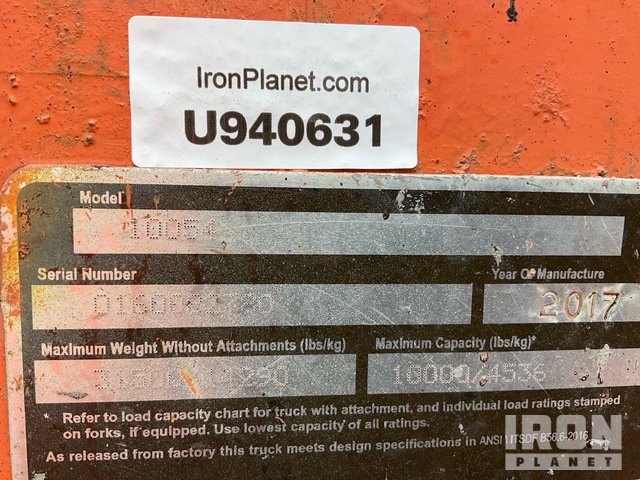 IronPlanet.com
U940631
Model
10054
Serial Number
Year Of Manufacture
2017
Maximum Weight Without Attachments (lbs/kg)
Maximum Capacity (lbs/kg)*
10000/4536
* Refer to load capacity chart for truck with attachment, and individual load ratings stamped
on forks, if equipped. Use lowest capacity of all ratings.
As released from factory this truck meets design specifications in ANSI/ITSDF B56.6-2016
IRON
PLANET